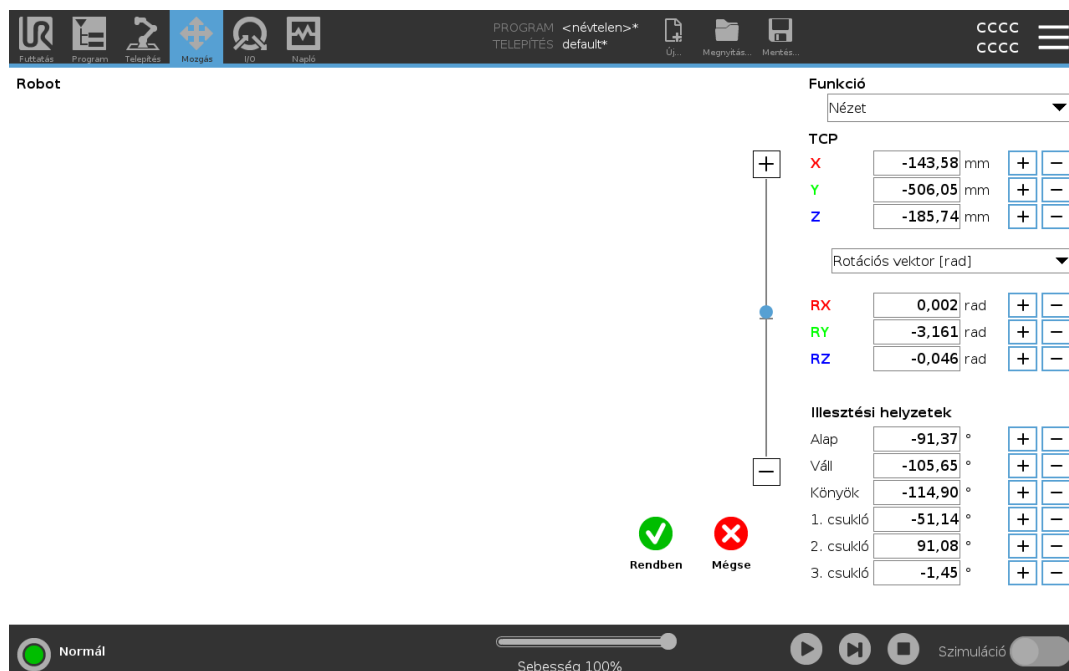 Futtatás Program Telepítés Mozgás I/O Napló
PROGRAM <névtelen>*
TELEPÍTÉS default*
Új... Megnyitás... Mentés...
CCCC
CCCC
Robot
Funkció
Nézet
TCP
X -143,58 mm + −
Y -506,05 mm + −
Z -185,74 mm + −
Rotációs vektor [rad]
RX 0,002 rad + −
RY -3,161 rad + −
RZ -0,046 rad + −
Illesztési helyzetek
Alap -91,37 ° + −
Váll -105,65 ° + −
Könyök -114,90 ° + −
1. csukló -51,14 ° + −
2. csukló 91,08 ° + −
3. csukló -1,45 ° + −
+
−
Rendben Mégse
Normál
Sebesség 100%
Szimuláció